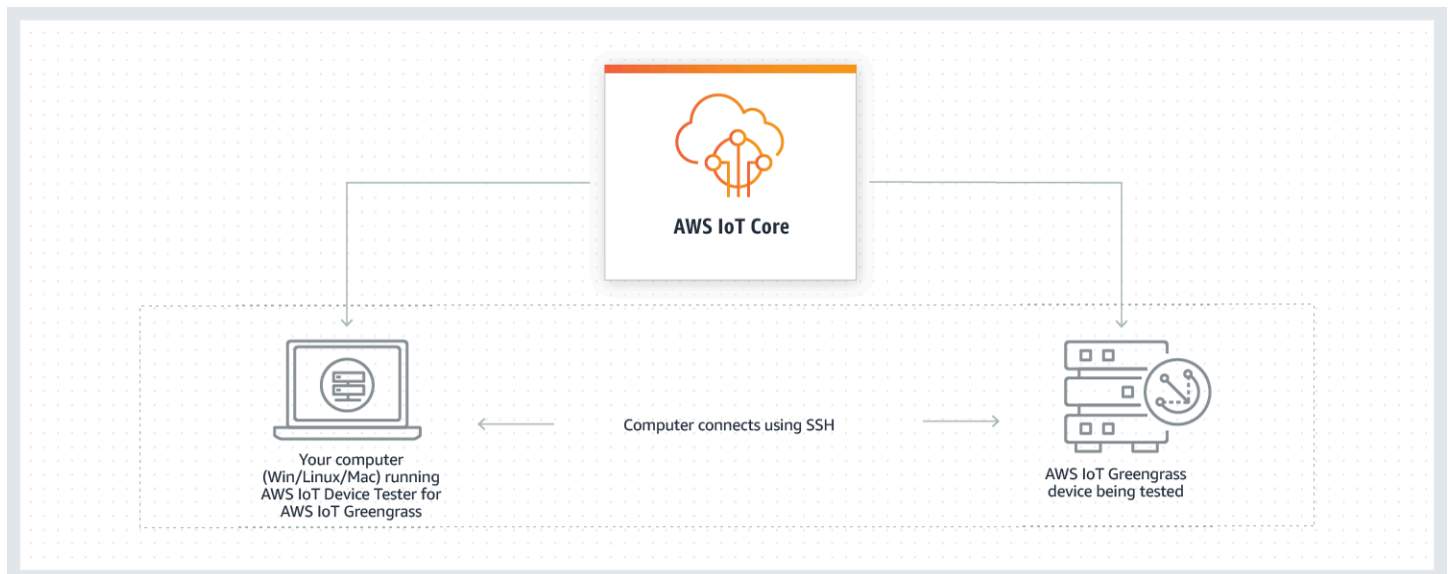 AWS IoT Core
Computer connects using SSH
Your computer
(Win/Linux/Mac) running
AWS IoT Device Tester for
AWS IoT Greengrass
AWS IoT Greengrass
device being tested